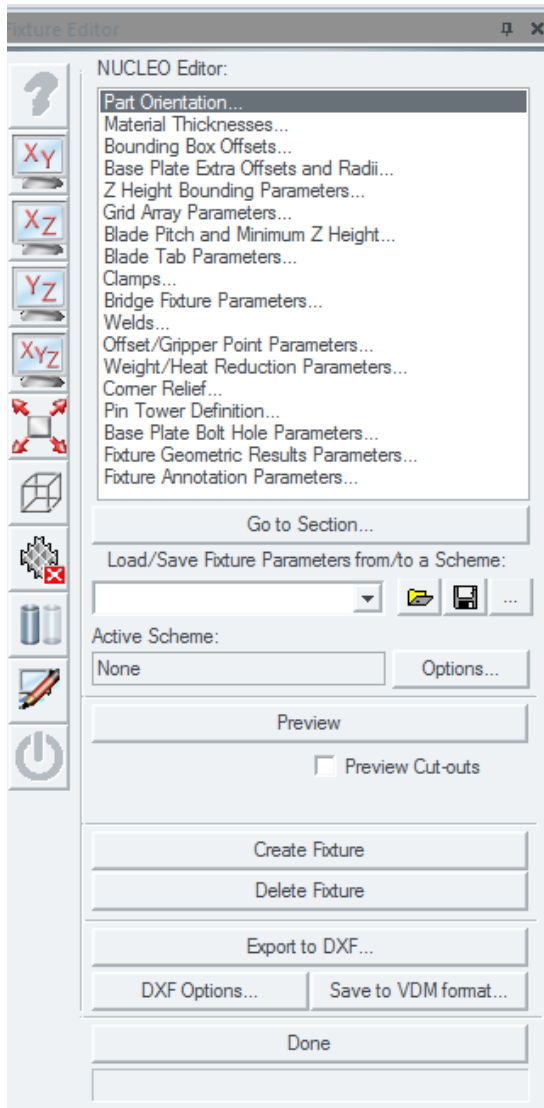 Fixture Editor
NUCLEO Editor:
Part Orientation...
Material Thicknesses...
Bounding Box Offsets...
Base Plate Extra Offsets and Radii...
Z Height Bounding Parameters...
Grid Array Parameters...
Blade Pitch and Minimum Z Height...
Blade Tab Parameters...
Clamps...
Bridge Fixture Parameters...
Welds...
Offset/Gripper Point Parameters...
Weight/Heat Reduction Parameters...
Corner Relief...
Pin Tower Definition...
Base Plate Bolt Hole Parameters...
Fixture Geometric Results Parameters...
Fixture Annotation Parameters...
?
XY
XZ
YZ
XYZ
Go to Section...
Load/Save Fixture Parameters from/to a Scheme:
...
Active Scheme:
None
Options...
Preview
Preview Cut-outs
Create Fixture
Delete Fixture
Export to DXF...
DXF Options...
Save to VDM format...
Done